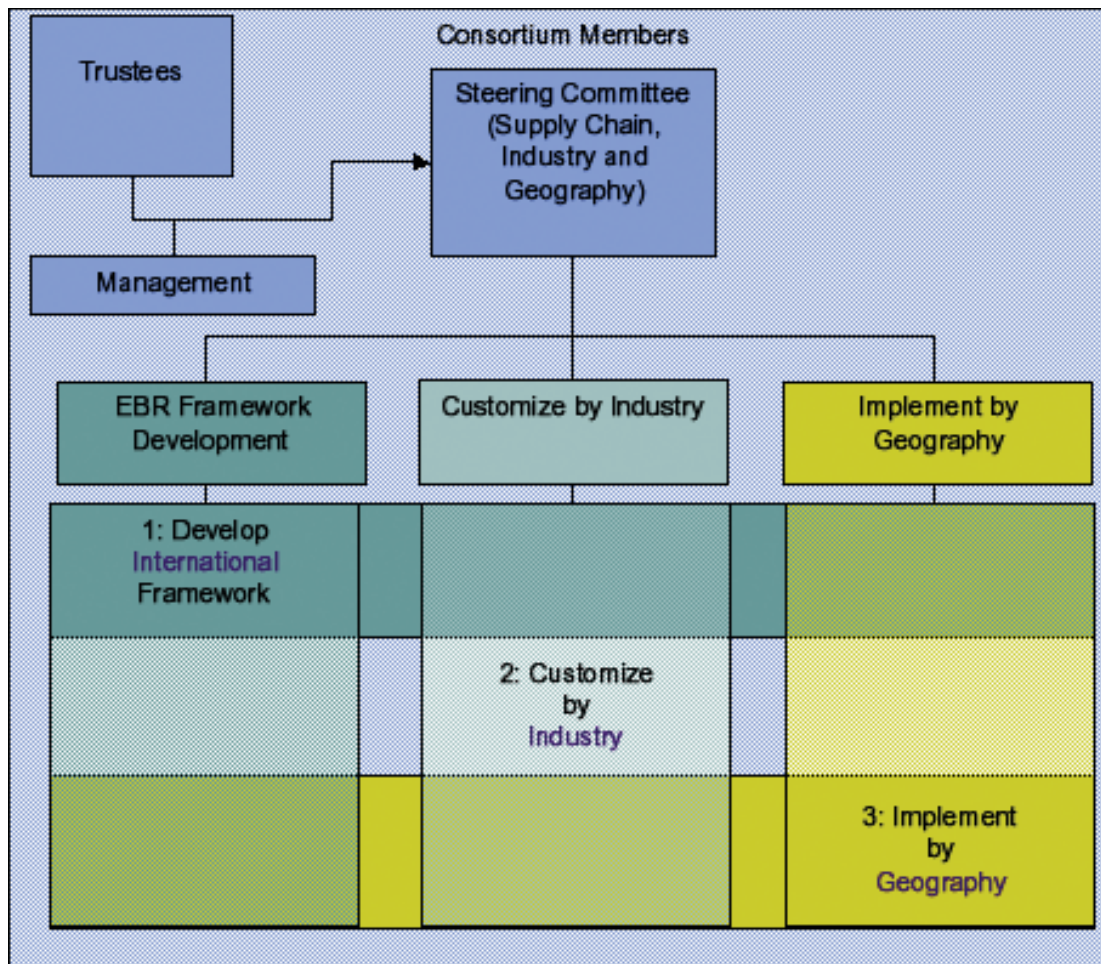 Consortium Members
Trustees
Steering Committee
(Supply Chain,
Industry and
Geography)
Management
EBR Framework
Development
Customize by Industry
Implement by
Geography
1: Develop
International
Framework
2: Customize
by
Industry
3: Implement
by
Geography